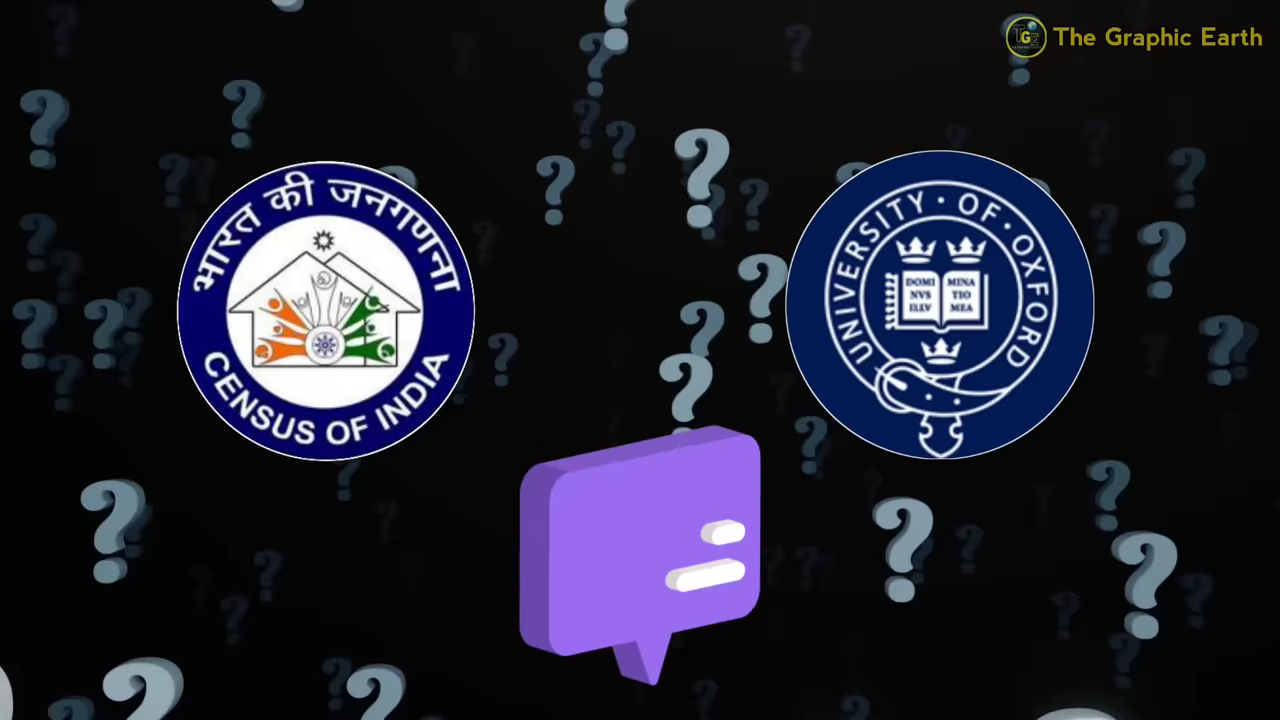 The Graphic Earth
भारत की जनगणना
CENSUS OF INDIA
UNIVERSITY · OF · OXFORD
DOMI MINA
NVS TIO
ILLV MEA